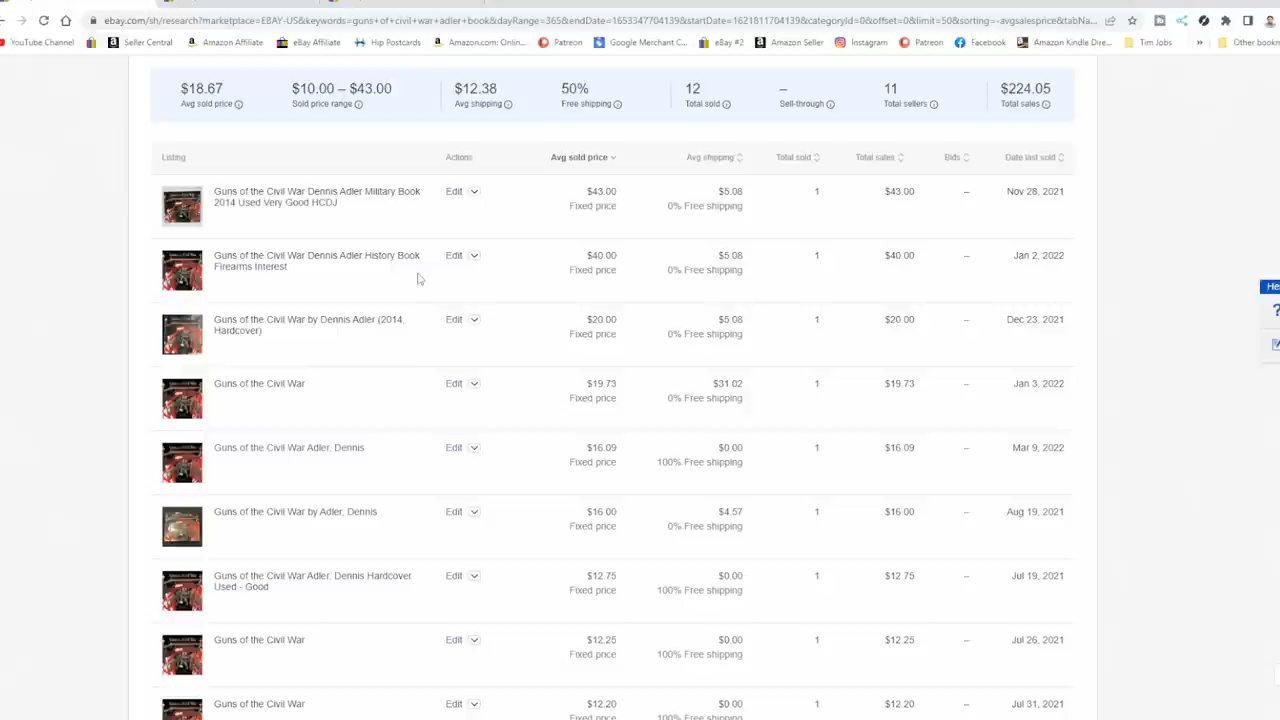 ebay.com/sh/research?marketplace=EBAY-US&keywords=guns+of+civil+war+adler+book&dayRange=365&endDate=1653347704139&startDate=1621811704139&categoryId=0&offset=0&limit=50&sorting=-avgsalesprice&tabNa...
YouTube Channel Seller Central Amazon Affiliate eBay Affiliate Hip Postcards Amazon.com: Onlin... Patreon Google Merchant C... eBay #2 Amazon Seller Instagram Patreon Facebook Amazon Kindle Dire... Tim Jobs » Other bookm
$18.67 $10.00 – $43.00 $12.38 50% 12 – 11 $224.05
Avg sold price Sold price range Avg shipping Free shipping Total sold Sell-through Total sellers Total sales
Listing Actions Avg sold price Avg shipping Total sold Total sales Bids Date last sold
Guns of the Civil War Dennis Adler Military Book Edit $43.00 $5.08 1 $43.00 – Nov 28, 2021
2014 Used Very Good HCDJ Fixed price 0% Free shipping
Guns of the Civil War Dennis Adler History Book Edit $40.00 $5.08 1 $40.00 – Jan 2, 2022
Firearms Interest Fixed price 0% Free shipping
He
?
Guns of the Civil War by Dennis Adler (2014, Edit $20.00 $5.08 1 $20.00 – Dec 23, 2021
Hardcover) Fixed price 0% Free shipping
Guns of the Civil War Edit $19.73 $31.02 1 $19.73 – Jan 3, 2022
Fixed price 0% Free shipping
Guns of the Civil War Adler, Dennis Edit $16.09 $0.00 1 $16.09 – Mar 9, 2022
Fixed price 100% Free shipping
Guns of the Civil War by Adler, Dennis Edit $16.00 $4.57 1 $16.00 – Aug 19, 2021
Fixed price 0% Free shipping
Guns of the Civil War Adler, Dennis Hardcover Edit $12.75 $0.00 1 $12.75 – Jul 19, 2021
Used - Good Fixed price 100% Free shipping
Guns of the Civil War Edit $12.25 $0.00 1 $12.25 – Jul 26, 2021
Fixed price 100% Free shipping
Guns of the Civil War Edit $12.20 $0.00 1 $12.20 – Jul 31, 2021
Fixed price 100% Free shipping